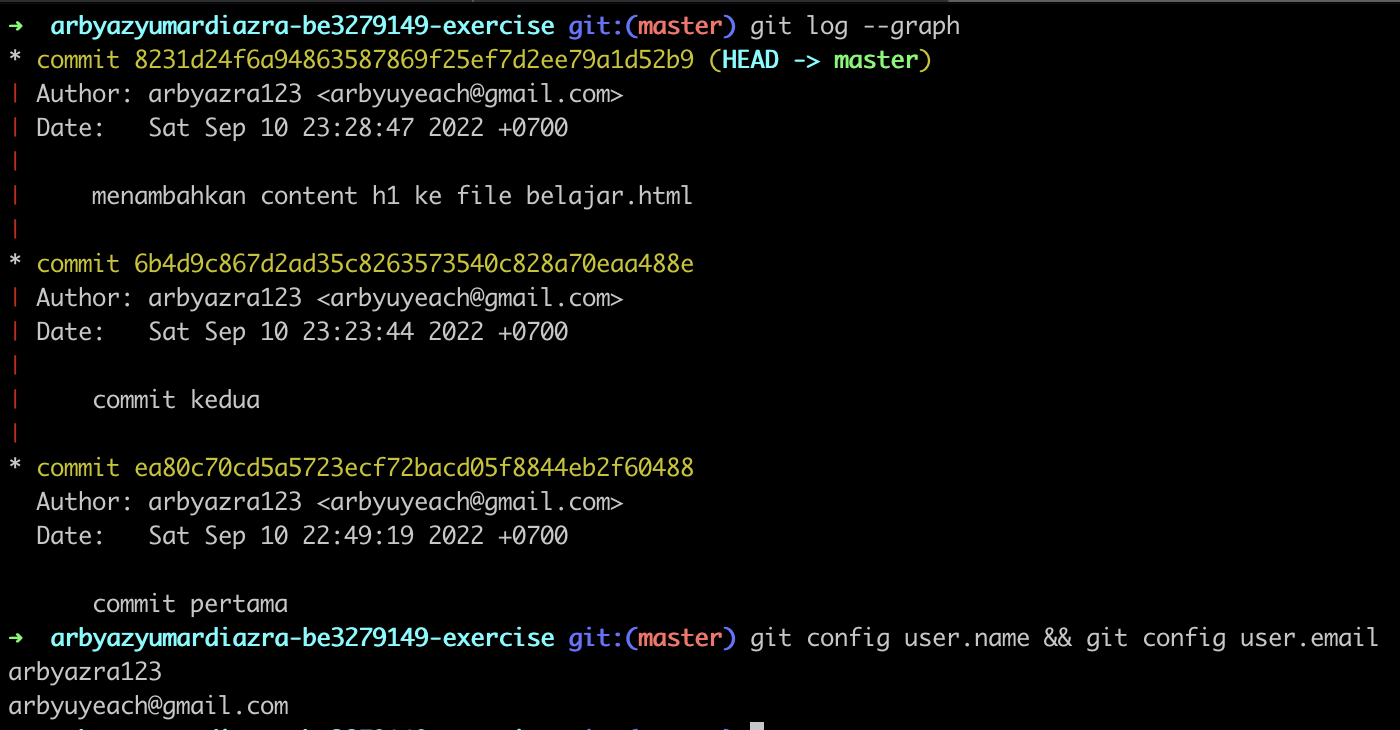 ➜  arbyazyumardiazra-be3279149-exercise git:(master) git log --graph
* commit 8231d24f6a94863587869f25ef7d2ee79a1d52b9 (HEAD -> master)
| Author: arbyazra123 <arbyuyeach@gmail.com>
| Date:   Sat Sep 10 23:28:47 2022 +0700
|
|     menambahkan content h1 ke file belajar.html
|
* commit 6b4d9c867d2ad35c8263573540c828a70eaa488e
| Author: arbyazra123 <arbyuyeach@gmail.com>
| Date:   Sat Sep 10 23:23:44 2022 +0700
|
|     commit kedua
|
* commit ea80c70cd5a5723ecf72bacd05f8844eb2f60488
  Author: arbyazra123 <arbyuyeach@gmail.com>
  Date:   Sat Sep 10 22:49:19 2022 +0700

      commit pertama
➜  arbyazyumardiazra-be3279149-exercise git:(master) git config user.name && git config user.email
arbyazra123
arbyuyeach@gmail.com